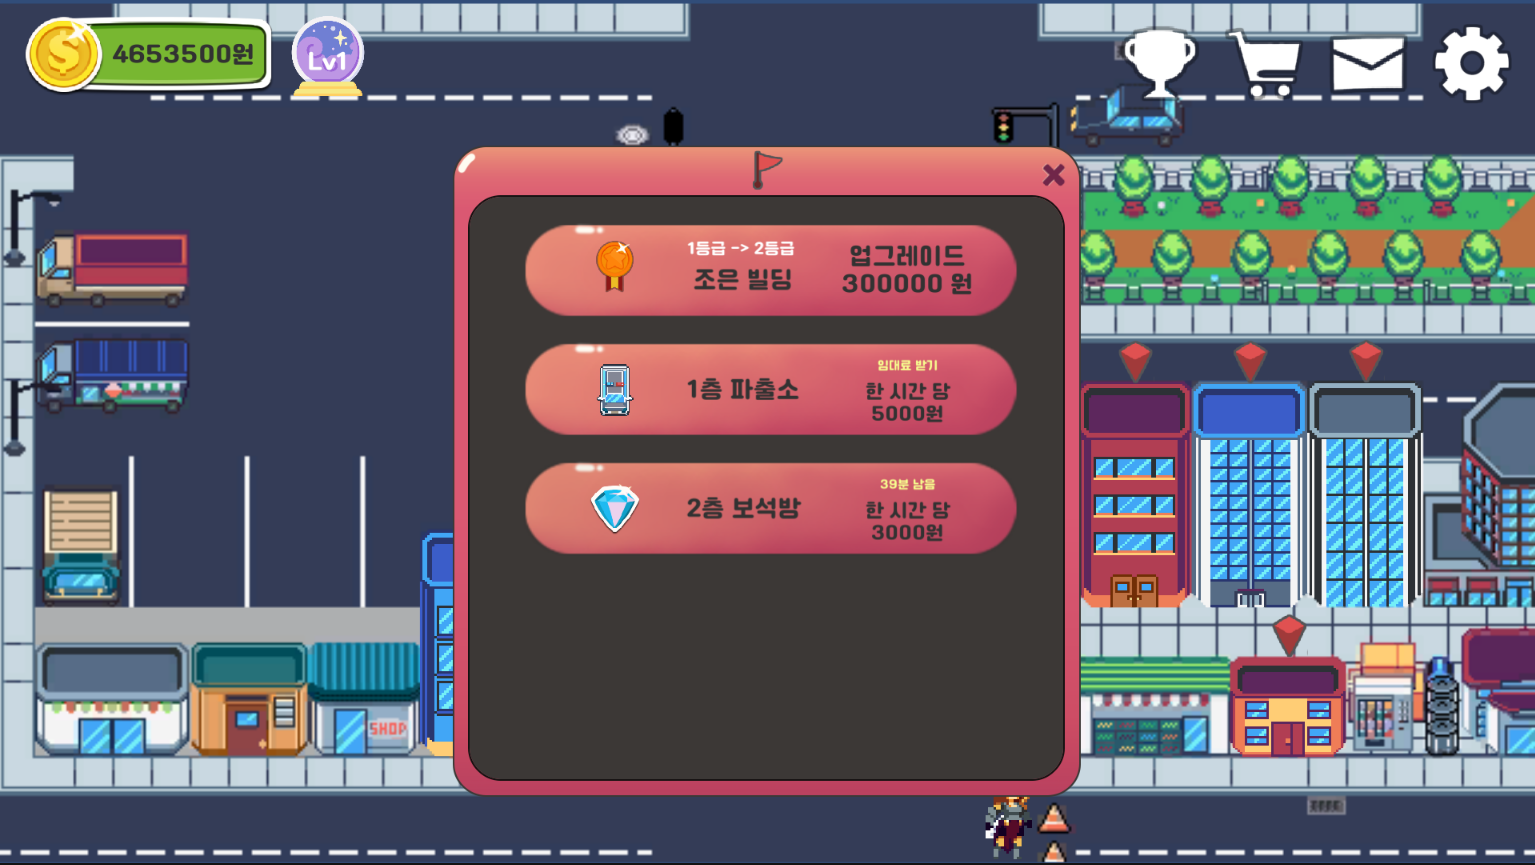 4653500원
Lv1
1등급 -> 2등급
조은 빌딩
업그레이드
300000 원
1층 파출소
임대료 받기
한 시간 당
5000원
2층 보석방
39분 남음
한 시간 당
3000원
SHOP